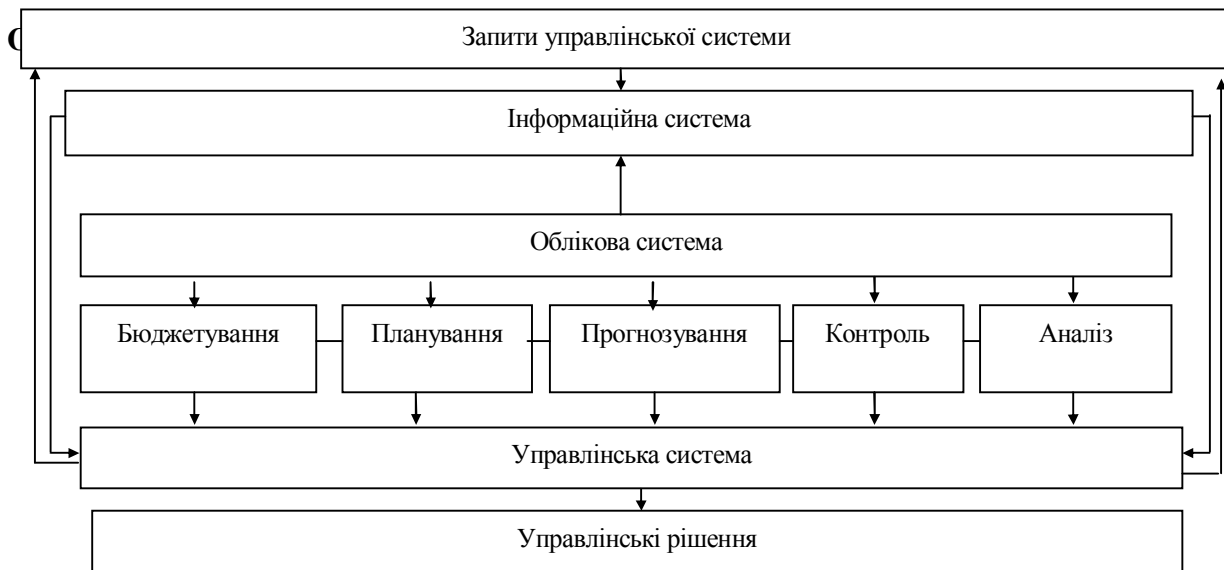 Запити управлінської системи
Інформаційна система
Облікова система
Бюджетування Планування Прогнозування Контроль Аналіз
Управлінська система
Управлінські рішення